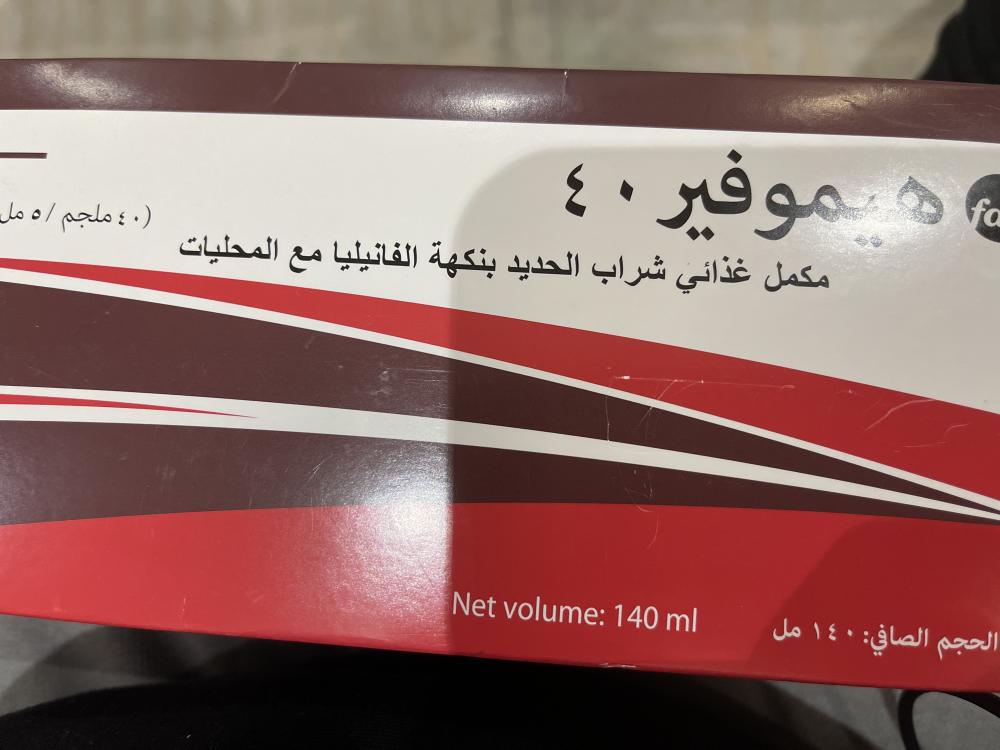 هيموفير ٤٠
(٤٠ ملجم / ٥ مل
مكمل غذائي شراب الحديد بنكهة الفانيليا مع المحليات
Net volume: 140 ml
الحجم الصافي: ١٤٠ مل